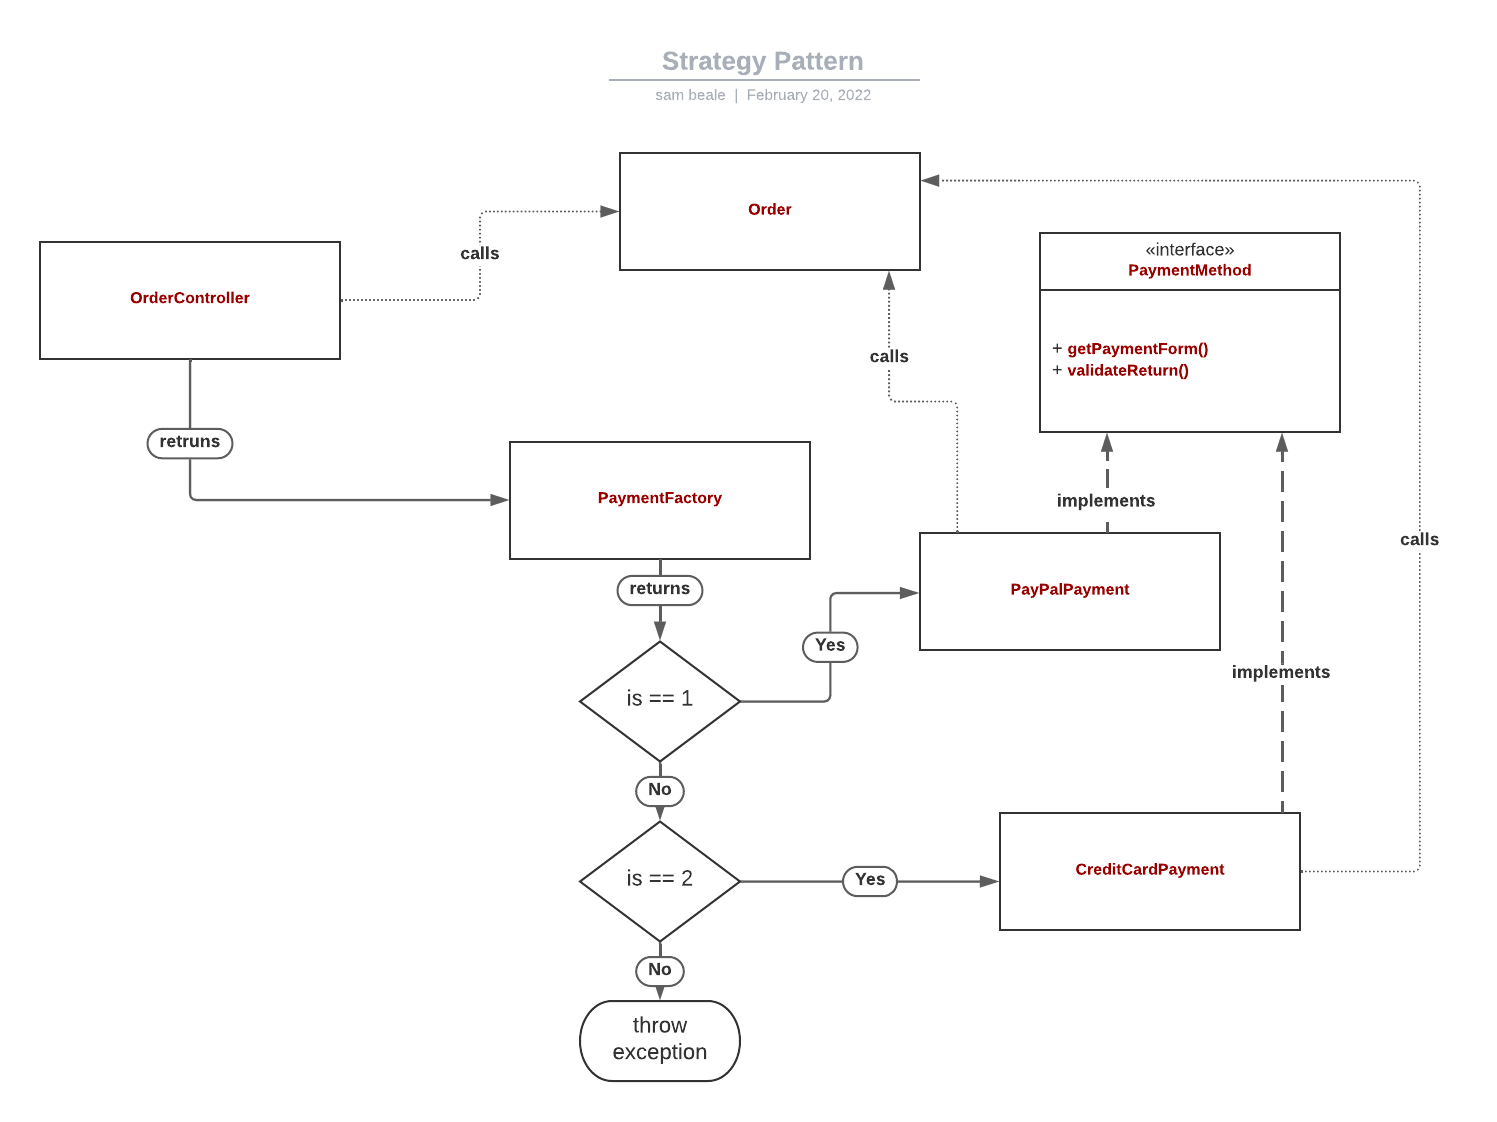 Strategy Pattern
sam beale | February 20, 2022
Order
calls
OrderController
«interface»
PaymentMethod
+ getPaymentForm()
+ validateReturn()
calls
retruns
PaymentFactory
implements
calls
returns
PayPalPayment
Yes
implements
is == 1
No
is == 2
Yes
CreditCardPayment
No
throw
exception